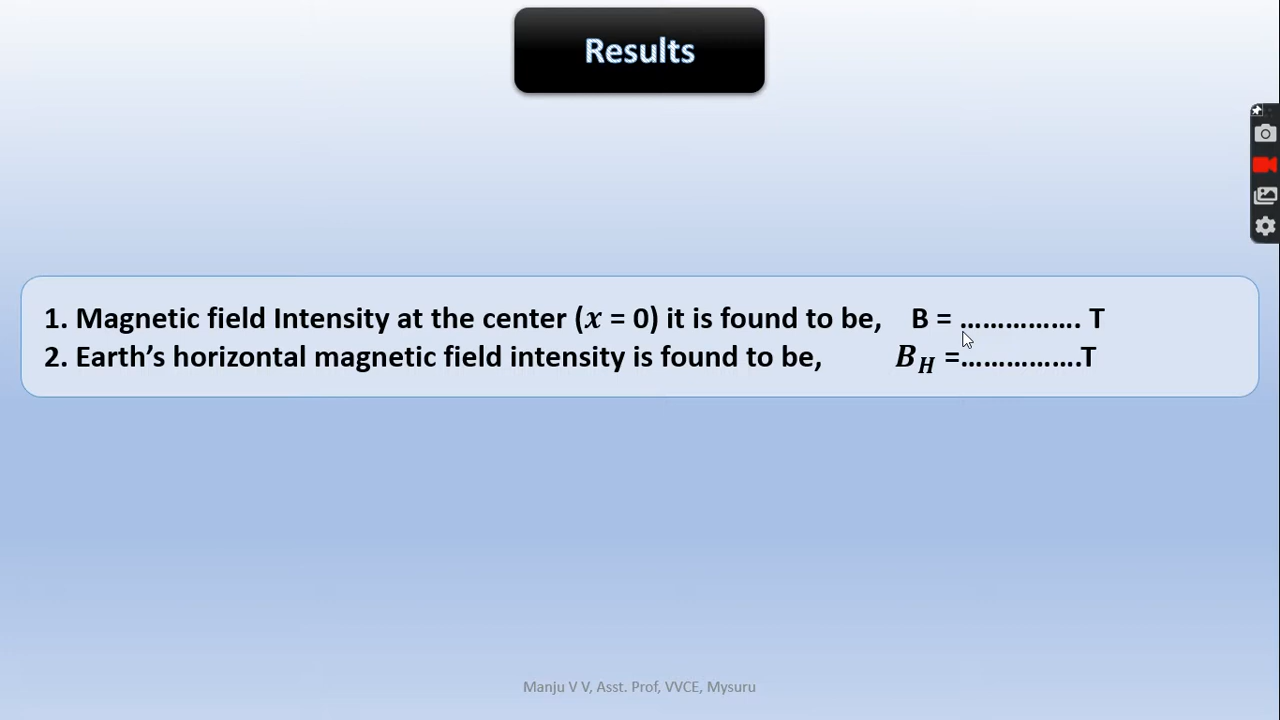 Results
1. Magnetic field Intensity at the center (x = 0) it is found to be, B = ……………. T
2. Earth’s horizontal magnetic field intensity is found to be, B_H =…………….T
Manju V V, Asst. Prof, VVCE, Mysuru